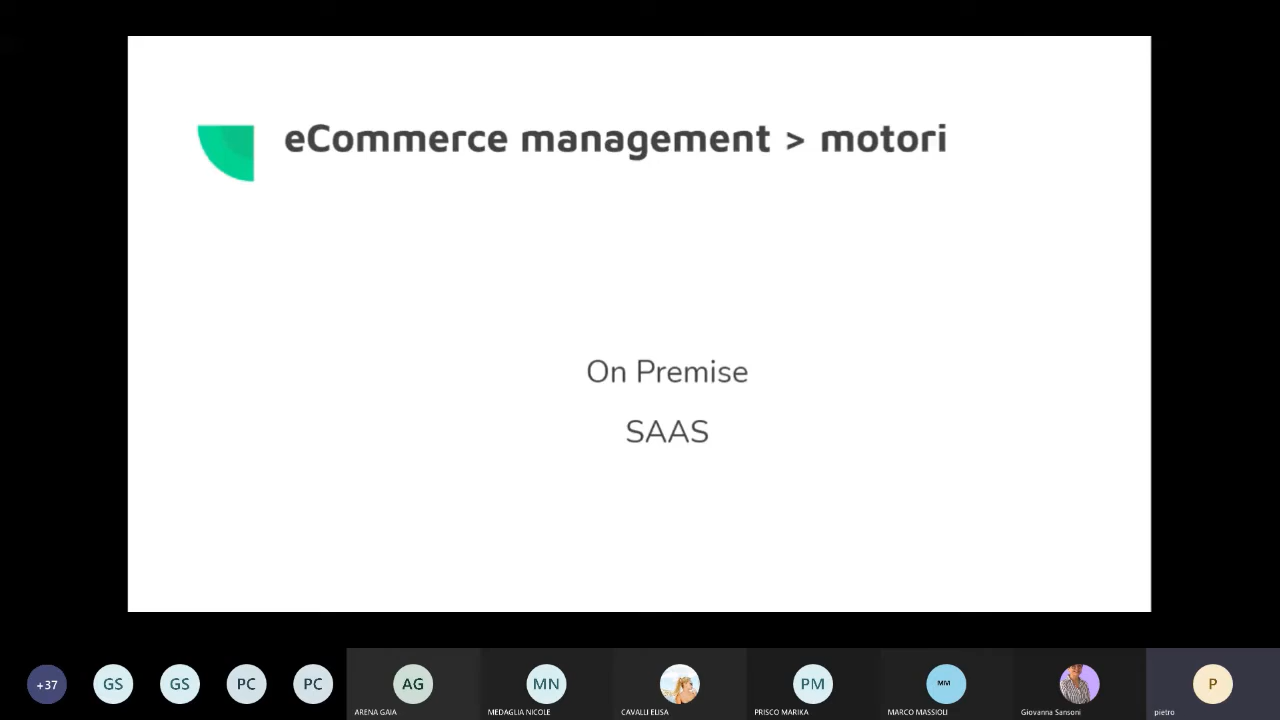 eCommerce management > motori
On Premise
SAAS
+37
GS
GS
PC
PC
AG
MN
PM
MM
P
ARENA GAIA
MEDAGLIA NICOLE
CAVALLI ELISA
PRISCO MARIKA
MARCO MASSIOLI
Giovanna Sansoni
pietro